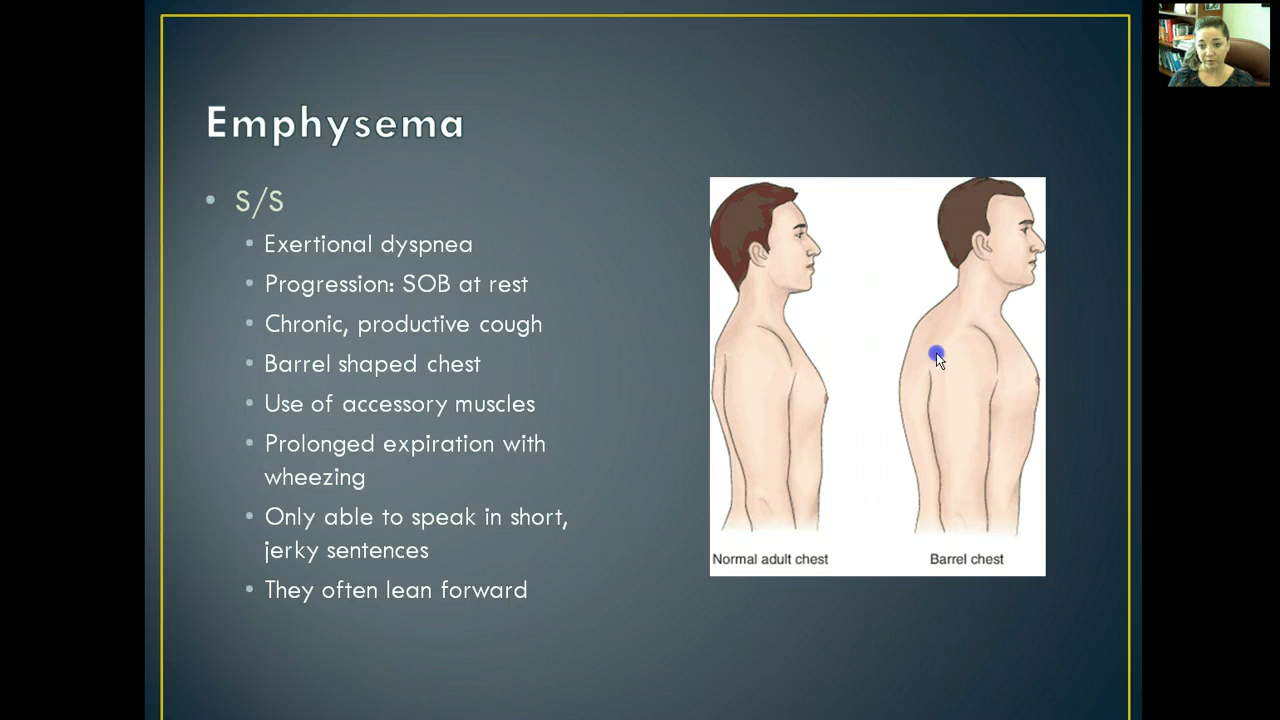 Emphysema
S/S
Exertional dyspnea
Progression: SOB at rest
Chronic, productive cough
Barrel shaped chest
Use of accessory muscles
Prolonged expiration with
wheezing
Only able to speak in short,
jerky sentences
They often lean forward
Normal adult chest
Barrel chest